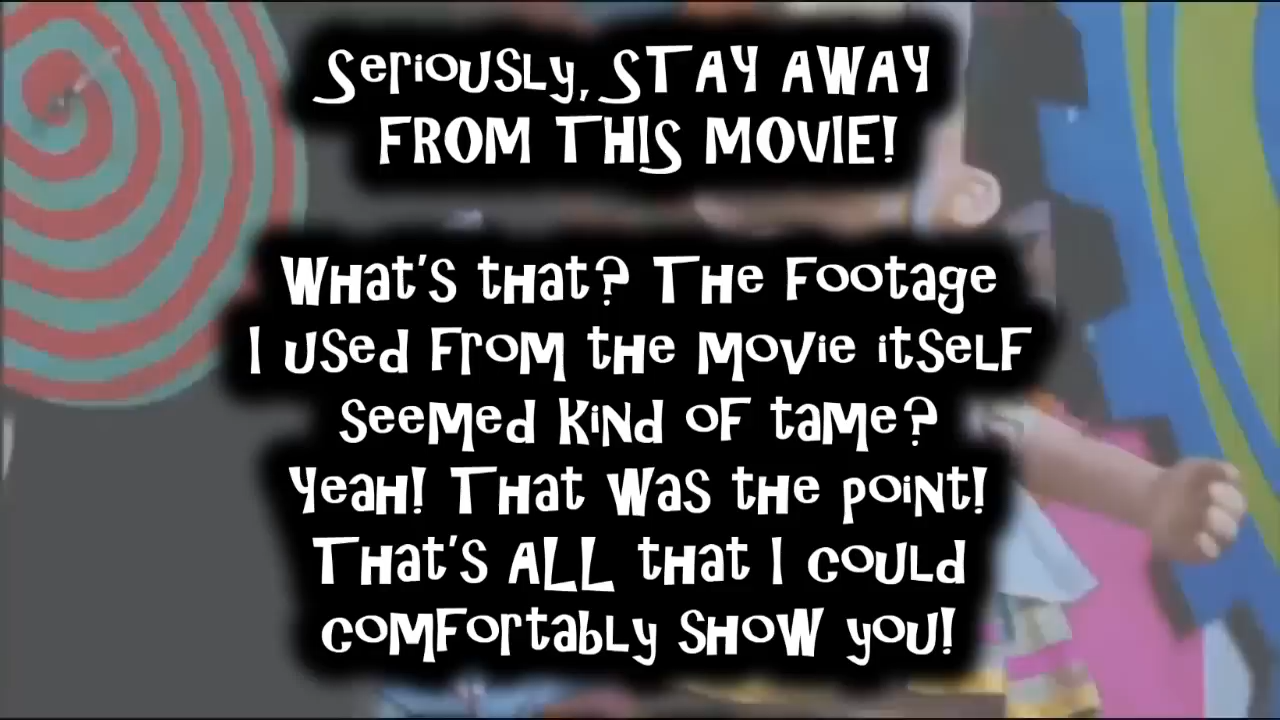 Seriously, STAY AWAY
FROM THIS MOVIE!
What's that? The footage
I used from the movie itself
seemed kind of tame?
Yeah! That was the point!
That's ALL that I could
comfortably show you!